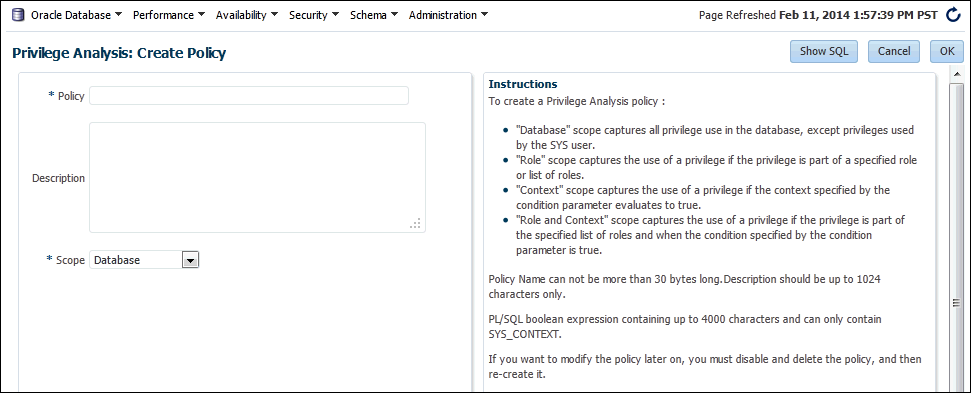 Oracle Database Performance Availability Security Schema Administration Page Refreshed Feb 11, 2014 1:57:39 PM PST
Privilege Analysis: Create Policy Show SQL Cancel OK
* Policy
Description
* Scope Database
Instructions
To create a Privilege Analysis policy :
• "Database" scope captures all privilege use in the database, except privileges used
by the SYS user.
• "Role" scope captures the use of a privilege if the privilege is part of a specified role
or list of roles.
• "Context" scope captures the use of a privilege if the context specified by the
condition parameter evaluates to true.
• "Role and Context" scope captures the use of a privilege if the privilege is part of
the specified list of roles and when the condition specified by the condition
parameter is true.
Policy Name can not be more than 30 bytes long.Description should be up to 1024
characters only.
PL/SQL boolean expression containing up to 4000 characters and can only contain
SYS_CONTEXT.
If you want to modify the policy later on, you must disable and delete the policy, and then
re-create it.